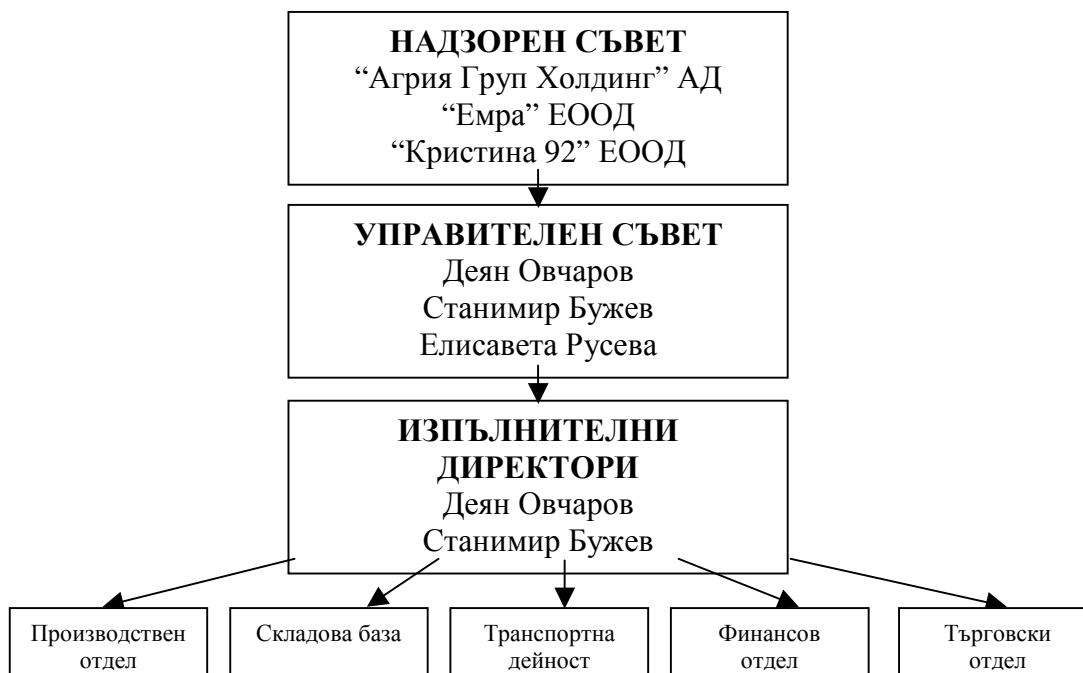 НАДЗОРЕН СЪВЕТ
“Агрия Груп Холдинг” АД
“Емра” ЕООД
“Кристина 92” ЕООД
УПРАВИТЕЛЕН СЪВЕТ
Деян Овчаров
Станимир Бужев
Елисавета Русева
ИЗПЪЛНИТЕЛНИ
ДИРЕКТОРИ
Деян Овчаров
Станимир Бужев
Производствен
отдел
Складова база
Транспортна
дейност
Финансов
отдел
Търговски
отдел